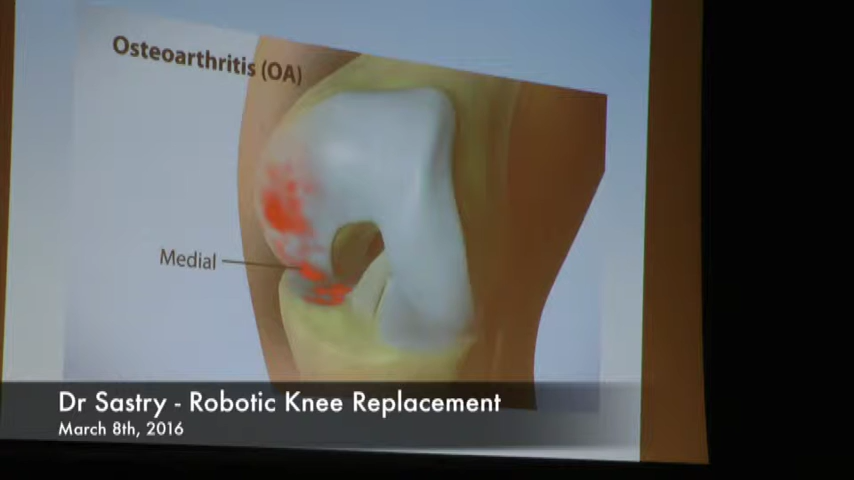 Osteoarthritis (OA)
Medial
Dr Sastry - Robotic Knee Replacement
March 8th, 2016